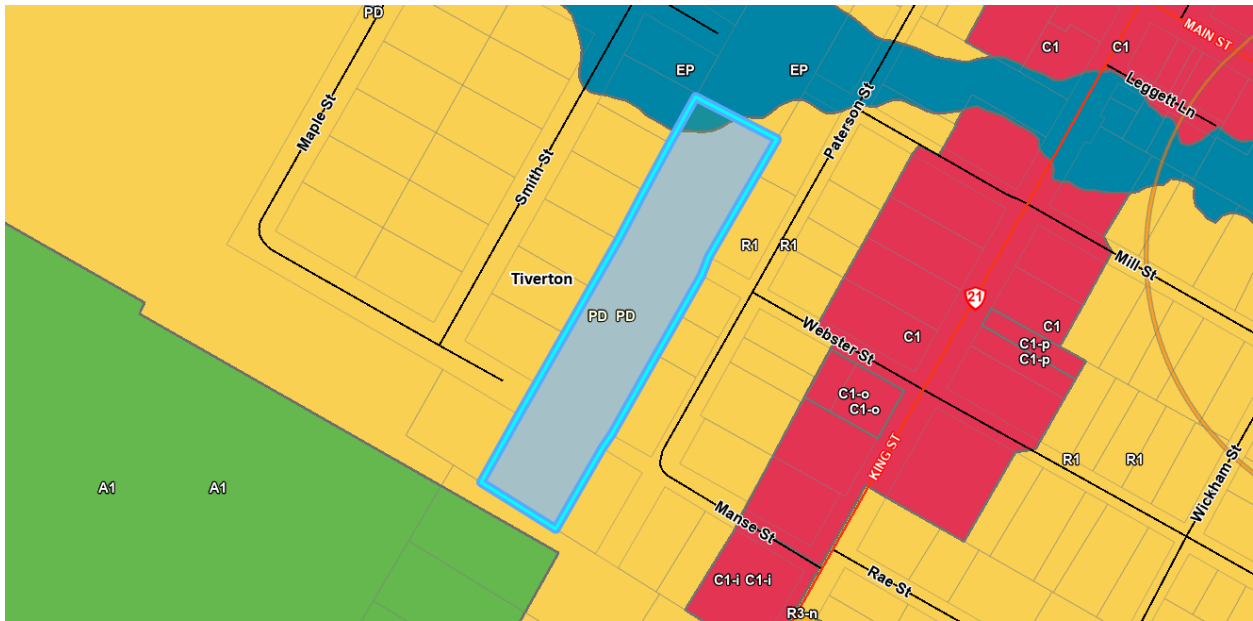 PD
MAIN ST
C1
C1
EP
EP
Leggett Ln
Maple St
Paterson St
Smith St
R1
R1
Mill St
Tiverton
21
PD PD
C1
C1
C1-p
C1-p
Webster St
C1-o
C1-o
KING ST
R1
R1
Wickham St
A1
A1
Manse St
C1-i C1-i
Rae St
R3-n